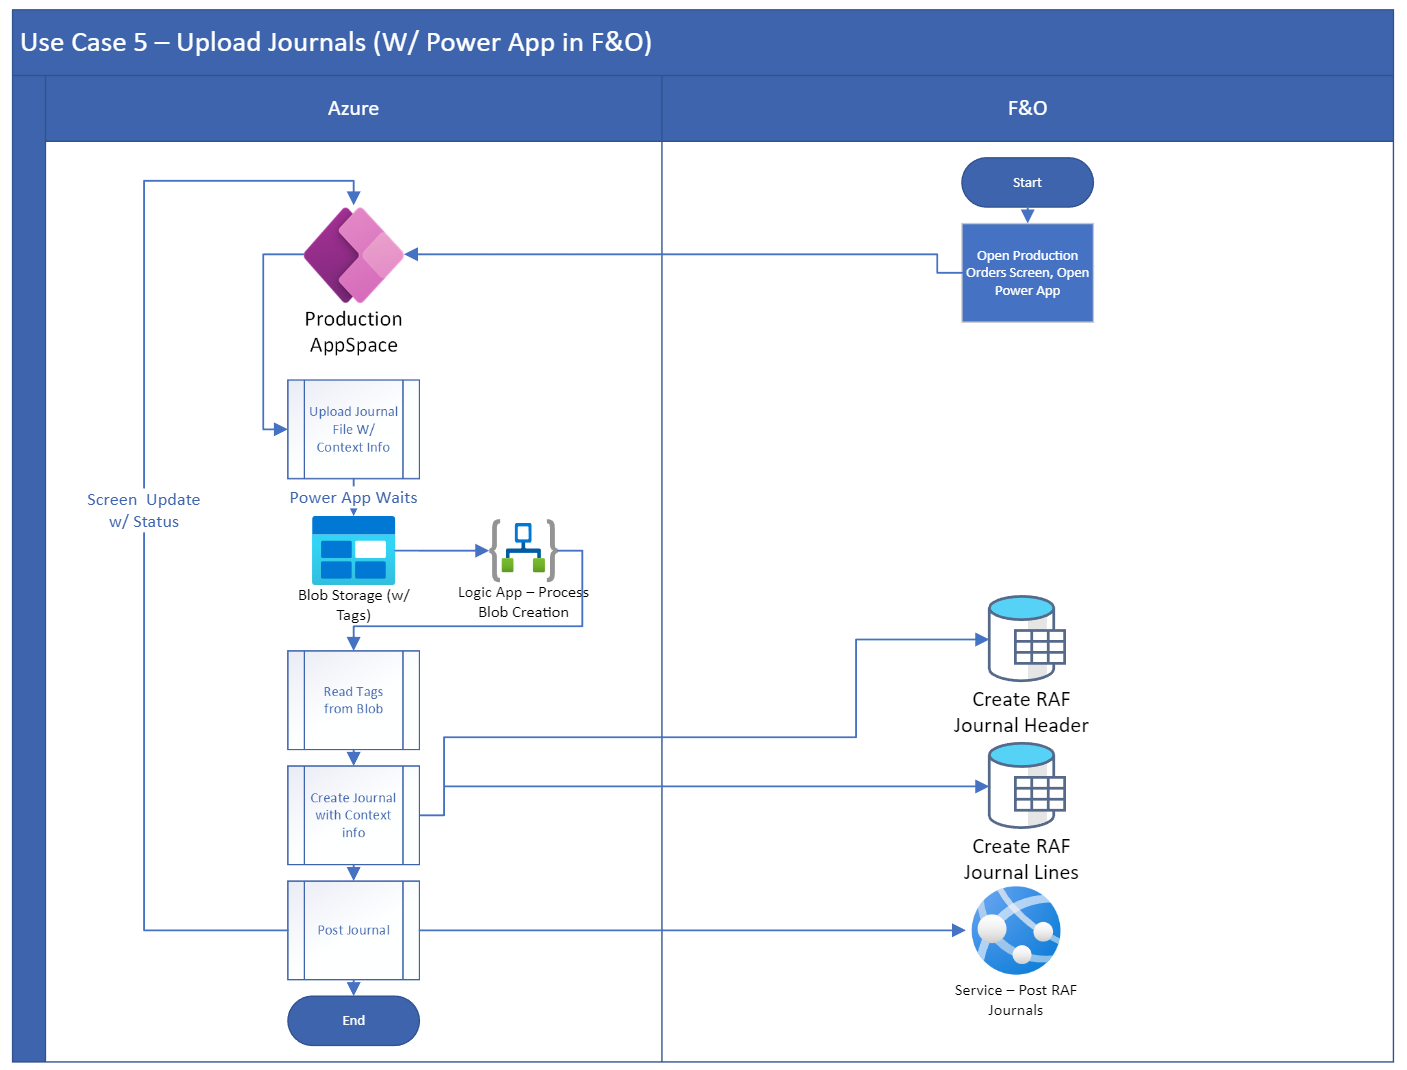 Use Case 5 – Upload Journals (W/ Power App in F&O)
Azure
F&O
Start
Open Production
Orders Screen, Open
Power App
Production
AppSpace
Upload Journal
File W/
Context Info
Power App Waits
Screen  Update
w/ Status
Blob Storage (w/
Tags)
Logic App – Process
Blob Creation
Read Tags
from Blob
Create RAF
Journal Header
Create Journal
with Context
info
Create RAF
Journal Lines
Post Journal
Service – Post RAF
Journals
End